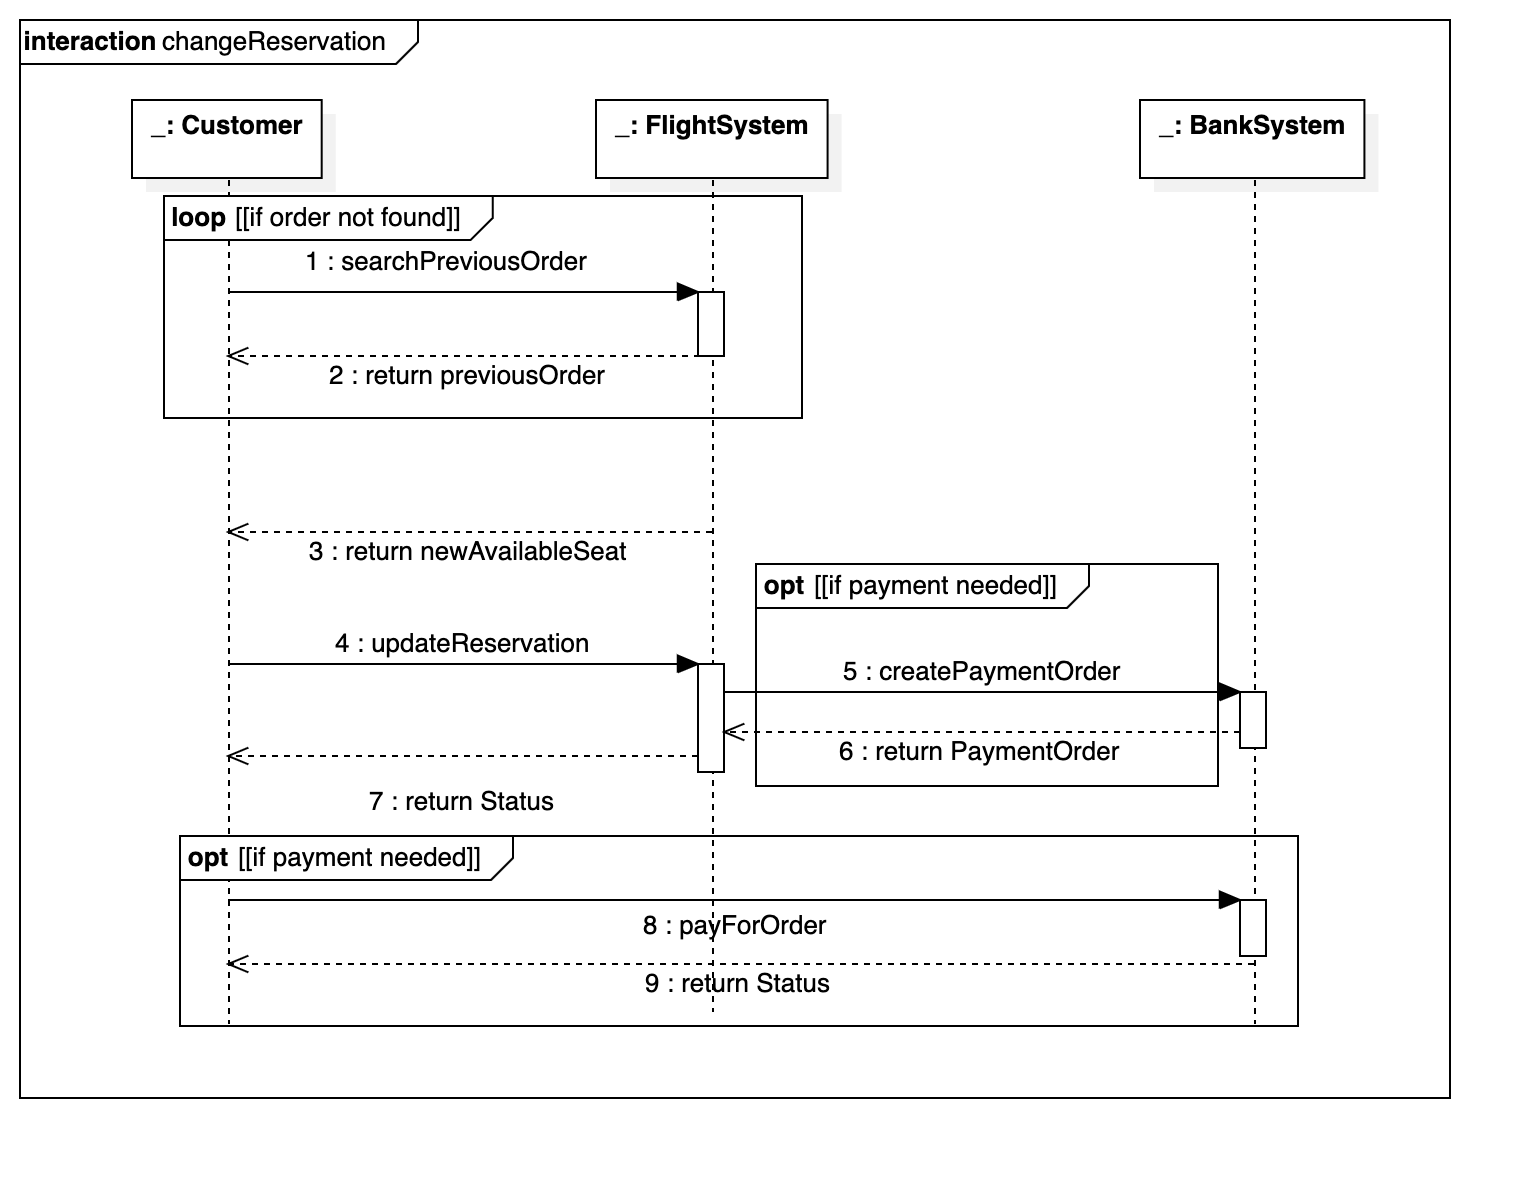 interaction changeReservation
_: Customer
_: FlightSystem
_: BankSystem
loop [[if order not found]]
1 : searchPreviousOrder
2 : return previousOrder
3 : return newAvailableSeat
opt [[if payment needed]]
4 : updateReservation
5 : createPaymentOrder
6 : return PaymentOrder
7 : return Status
opt [[if payment needed]]
8 : payForOrder
9 : return Status